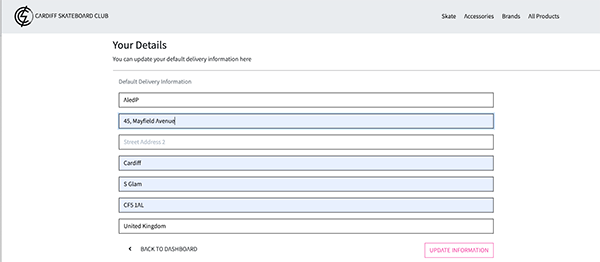 CARDIFF SKATEBOARD CLUB
Skate Accessories Brands All Products
Your Details
You can update your default delivery information here
Default Delivery Information
AledP
45, Mayfield Avenue
Street Address 2
Cardiff
S Glam
CF5 1AL
United Kingdom
BACK TO DASHBOARD
UPDATE INFORMATION